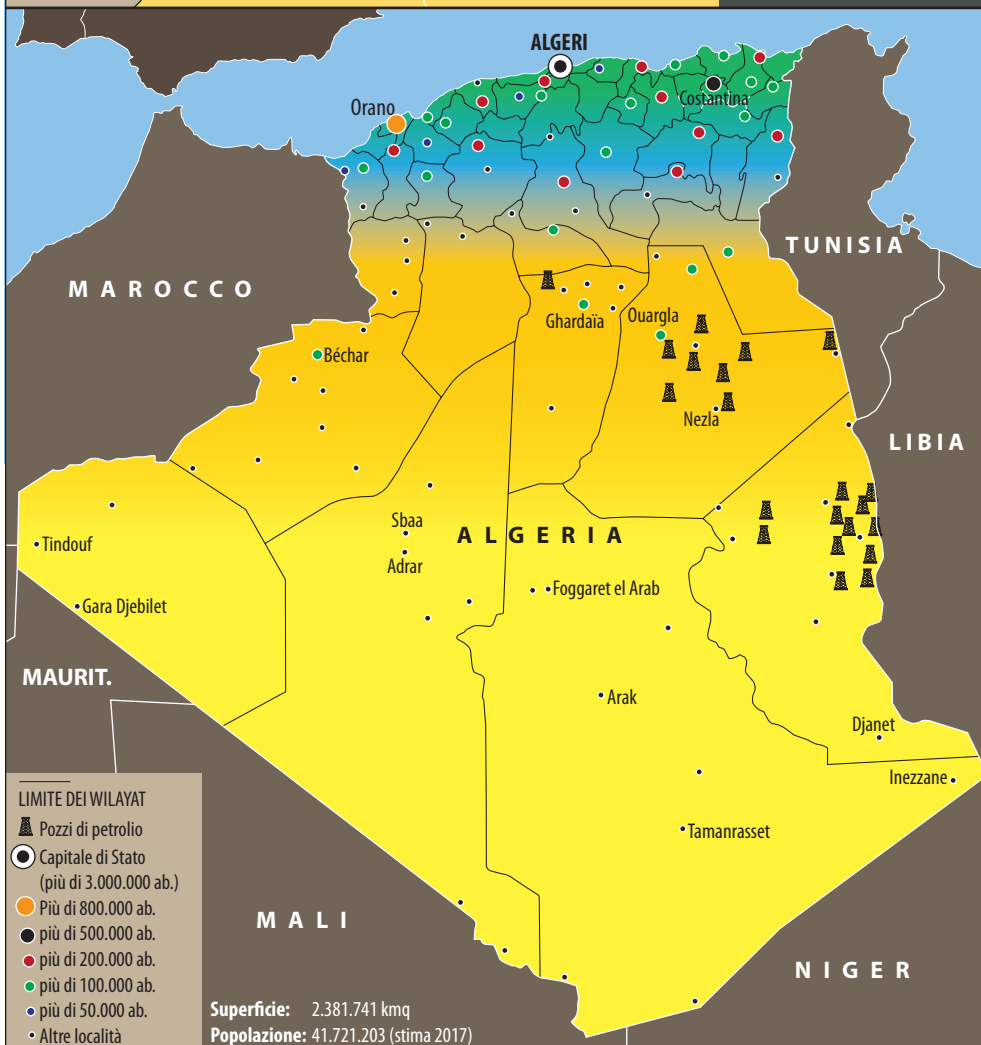 ALGERI
Orano
Costantina
TUNISIA
MAROCCO
Ghardaïa
Ouargla
Béchar
Nezla
LIBIA
Sbaa
ALGERIA
Tindouf
Adrar
Foggaret el Arab
Gara Djebilet
MAURIT.
Arak
Djanet
Inezzane
Tamanrasset
MALI
NIGER
LIMITE DEI WILAYAT
Pozzi di petrolio
Capitale di Stato
(più di 3.000.000 ab.)
Più di 800.000 ab.
più di 500.000 ab.
più di 200.000 ab.
più di 100.000 ab.
più di 50.000 ab.
Altre località
Superficie: 2.381.741 kmq
Popolazione: 41.721.203 (stima 2017)